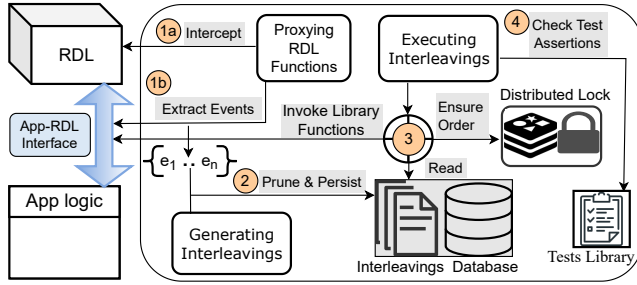 1a
Intercept
Proxying
RDL
Functions
Executing
Interleavings
4
Check Test
Assertions
RDL
1b
Extract Events
Invoke Library
Functions
Ensure
Order
Distributed Lock
App-RDL
Interface
3
{e1 .. en}
Read
2
Prune & Persist
App logic
Generating
Interleavings
Interleavings Database
Tests Library